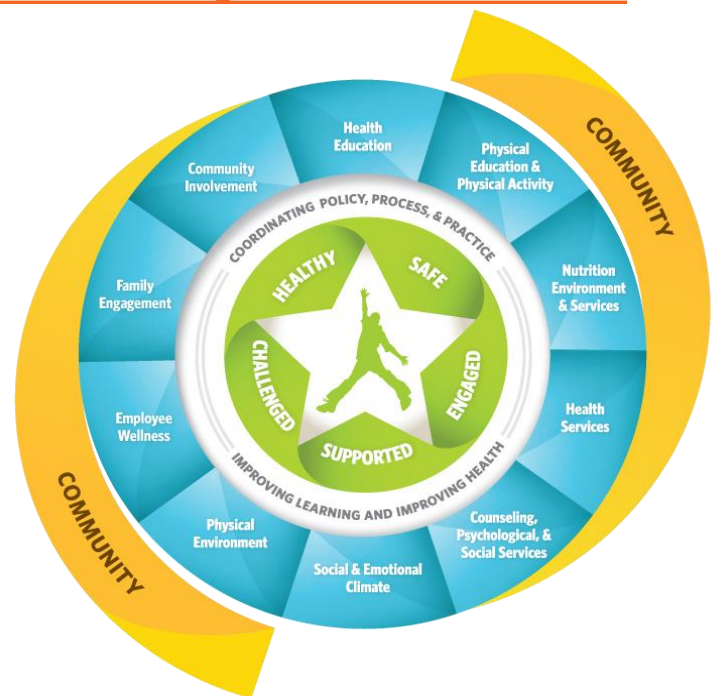 COMMUNITY
Health
Education
Physical
Education &
Physical Activity
Nutrition
Environment
& Services
Health
Services
Counseling,
Psychological, &
Social Services
Social & Emotional
Climate
Physical
Environment
Employee
Wellness
Family
Engagement
Community
Involvement
COORDINATING POLICY, PROCESS, & PRACTICE
IMPROVING LEARNING AND IMPROVING HEALTH
HEALTHY
SAFE
ENGAGED
SUPPORTED
CHALLENGED
COMMUNITY